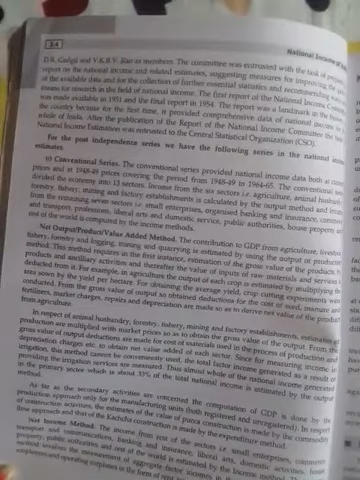 3.4
National Income of
D.R. Gadgil and V.K.R.V. Rao as members. The committee was entrusted with the task of
report on the national income and related estimates, suggesting measures for improving the
of the available data and for the collection of further essential statistics and recommending
means for research in the field of national income. The first report of the National Income
was made available in 1951 and the final report in 1954. The report was a landmark in the
the country because for the first time, it provided comprehensive data of national income
whole of India. After the publication of the Report of the National Income Committee the
National Income Estimation was entrusted to the Central Statistical Organization (CSO).
For the post independence series we have the following series in the national income
estimates.
(i) Conventional Series. The conventional series provided national income data both at
prices and at 1948-49 prices covering the period from 1948-49 to 1964-65. The conventional
divided the economy into 13 sectors. Income from the six sectors i.e. agriculture, animal husbandry
forestry, fishery, mining and factory establishments is calculated by the output method and from
from the remaining seven sectors i.e. small enterprises, organised banking and insurance, commerce
and transport, professions, liberal arts and domestic service, public authorities, house property and
rest of the world is computed by the income methods.
Net Output/Product/Value Added Method. The contribution to GDP from agriculture, forestry
fishery, forestry and logging, mining and quarrying is estimated by using the output or production
method. This method requires in the first instance, estimation of the gross value of the products
products and ancilliary activities and thereafter the value of inputs of raw materials and services
deducted from it For example, in agriculture the output of each crop is estimated by multiplying the
area sown by the yield per hectare. For obtaining the average yield, crop cutting experiments were
conducted. From the gross value of output so obtained deductions for the cost of seed, manure and
fertilizers, market charges, repairs and depreciation are made so as to derive net value of the product
from agriculture.
In respect of animal husbandry, forestry, fishery, mining and factory establishments, estimates of
production are multiplied with market prices so as to obtain the gross value of the output. From the
gross value of output deductions are made for cost of materials used in the process of production and
depreciation charges etc. to obtain net value added of each sector. Since for measuring income in
irrigation, this method cannot be conveniently used, the total factor income generated as a result of
providing the irrigation services are measured. Thus almost whole of the national income generated
in the primary sector which is about 33% of the total national income is estimated by the output
method.
As far as the secondary activities are concerned the computation of GDP is done by the
production approach only for the manufacturing units (both registered and unregistered). In respect
of construction activities, the estimates of the value of pucca construction is made by the commodity
flow approach and that of the Kachcha construction is made by the expenditure method.
Net Income Method. The income from rest of the sectors i.e. small enterprises, commerce
transport and communications, banking and insurance, liberal arts, domestic activities, house
property, public authorities and rest of the world is estimated by the Income method.
method involves the measurement of aggregate factor incomes in
employees and operating surpluses in the form of rent